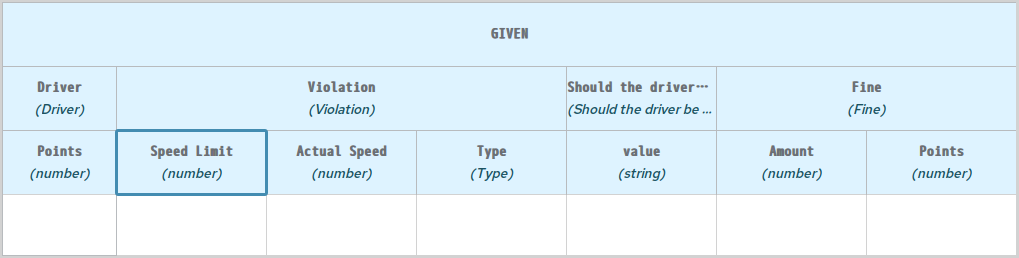 GIVEN
Driver Violation Should the driver… Fine
(Driver) (Violation) (Should the driver be ... (Fine)
Points Speed Limit Actual Speed Type value Amount Points
(number) (number) (number) (Type) (string) (number) (number)